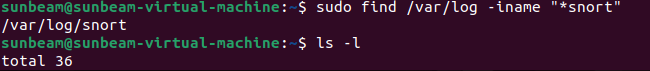 sunbeam@sunbeam-virtual-machine:~$ sudo find /var/log -iname "*snort"
/var/log/snort
sunbeam@sunbeam-virtual-machine:~$ ls -l
total 36